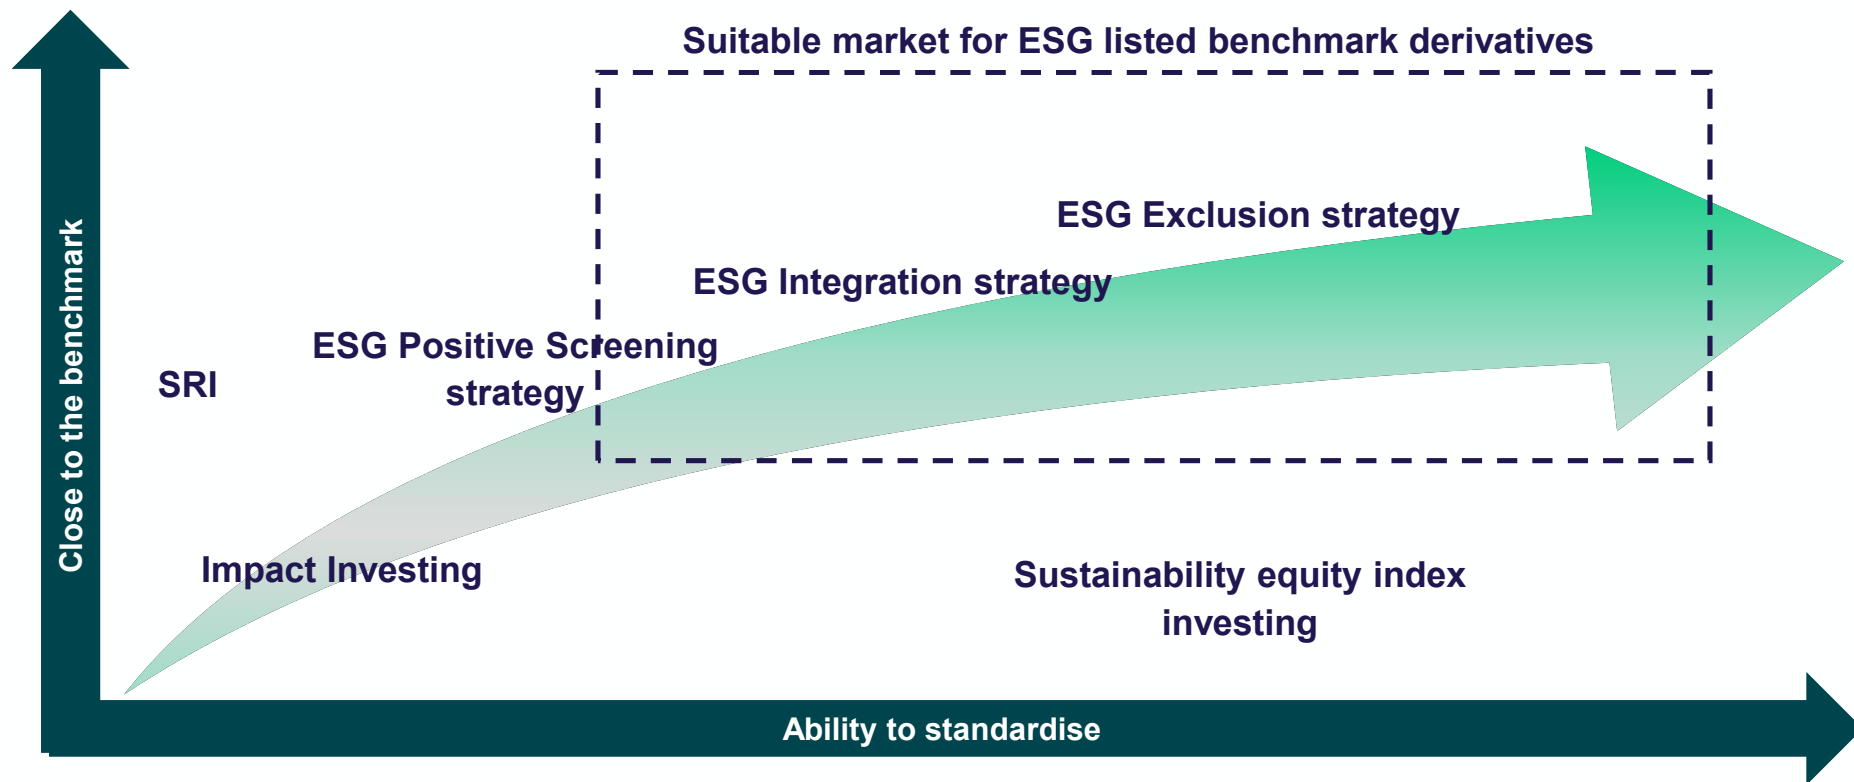 Suitable market for ESG listed benchmark derivatives
ESG Exclusion strategy
ESG Integration strategy
ESG Positive Screening
strategy
SRI
Close to the benchmark
Impact Investing
Sustainability equity index
investing
Ability to standardise